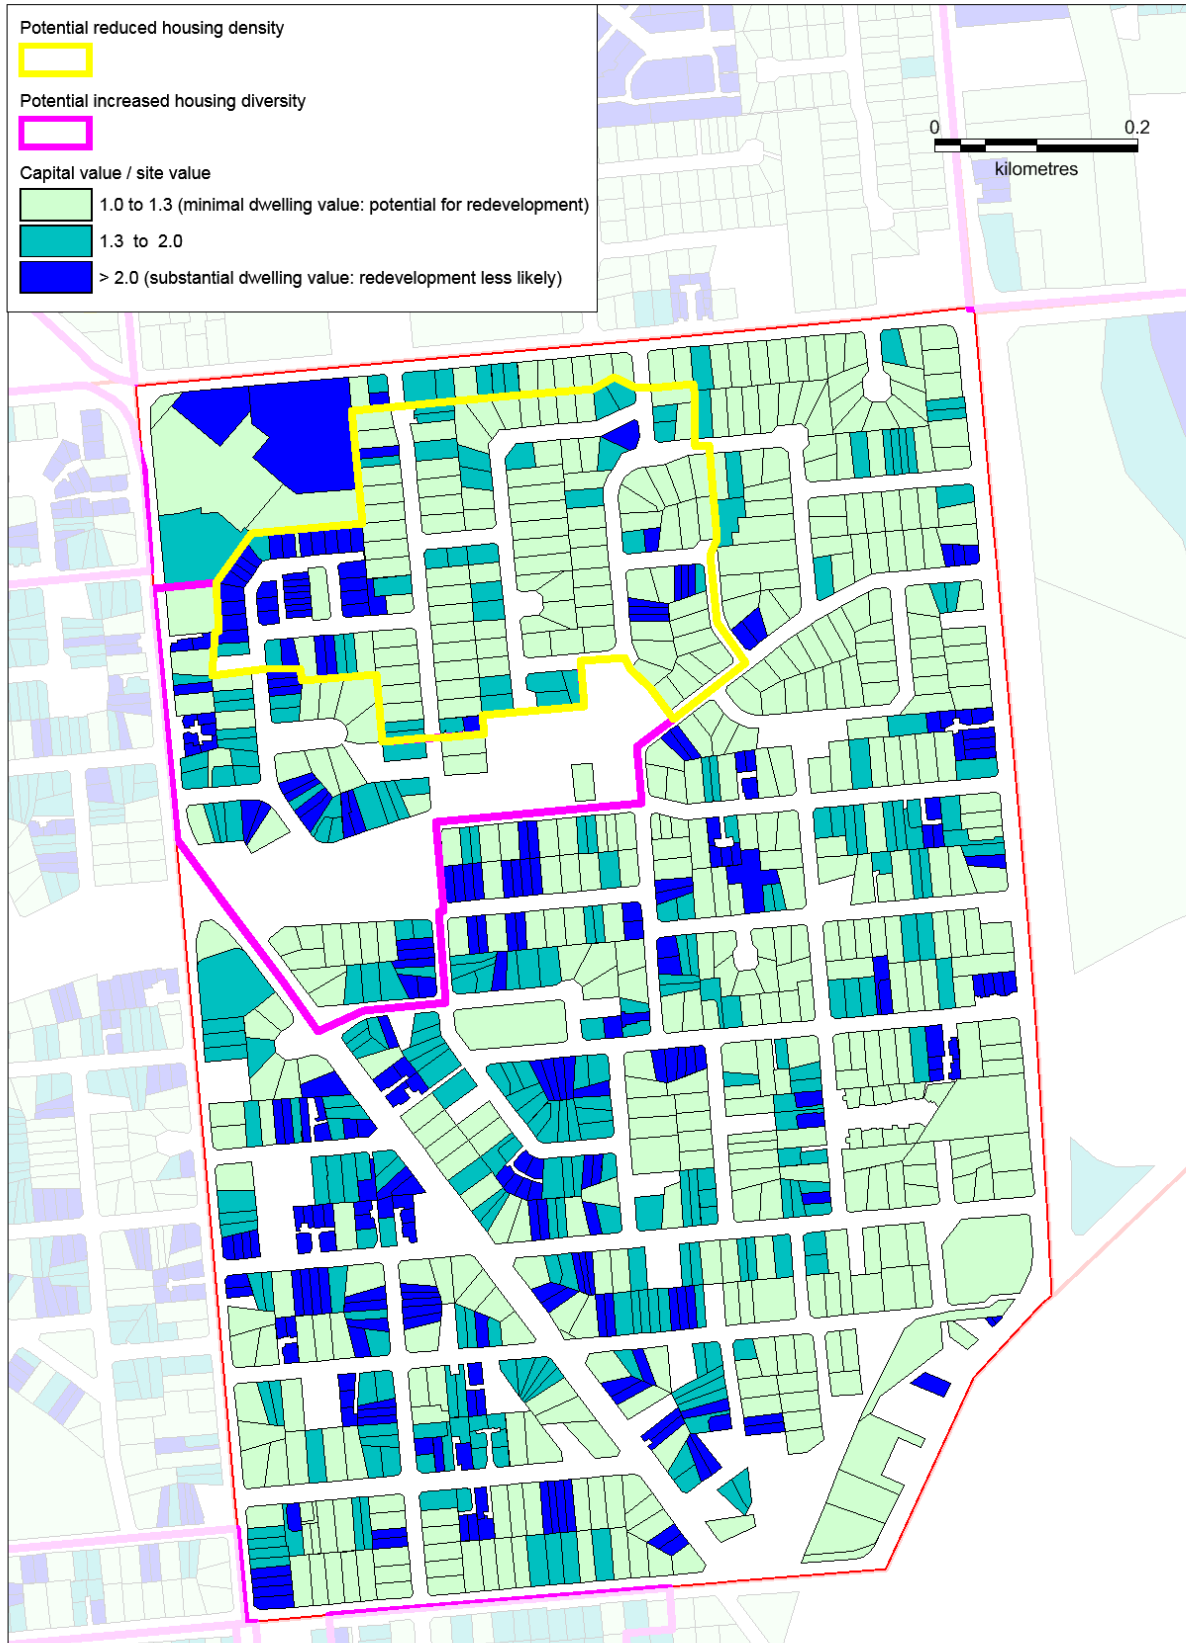 Potential reduced housing density
Potential increased housing diversity
Capital value / site value
1.0 to 1.3 (minimal dwelling value: potential for redevelopment)
1.3 to 2.0
> 2.0 (substantial dwelling value: redevelopment less likely)
0 0.2
kilometres